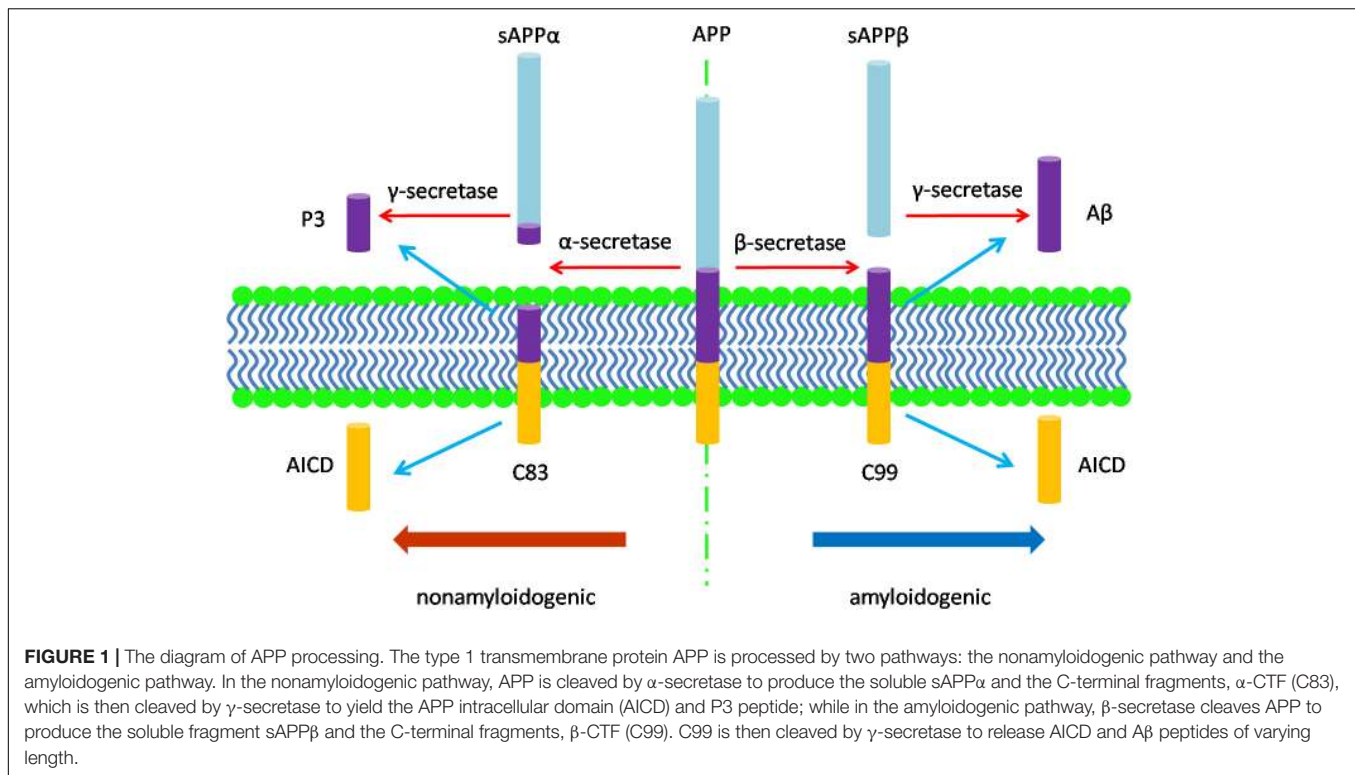 sAPPα APP sAPPβ
γ-secretase γ-secretase
P3 Aβ
α-secretase β-secretase
AICD C83 C99 AICD
nonamyloidogenic amyloidogenic
FIGURE 1 | The diagram of APP processing. The type 1 transmembrane protein APP is processed by two pathways: the nonamyloidogenic pathway and the
amyloidogenic pathway. In the nonamyloidogenic pathway, APP is cleaved by α-secretase to produce the soluble sAPPα and the C-terminal fragments, α-CTF (C83),
which is then cleaved by γ-secretase to yield the APP intracellular domain (AICD) and P3 peptide; while in the amyloidogenic pathway, β-secretase cleaves APP to
produce the soluble fragment sAPPβ and the C-terminal fragments, β-CTF (C99). C99 is then cleaved by γ-secretase to release AICD and Aβ peptides of varying
length.